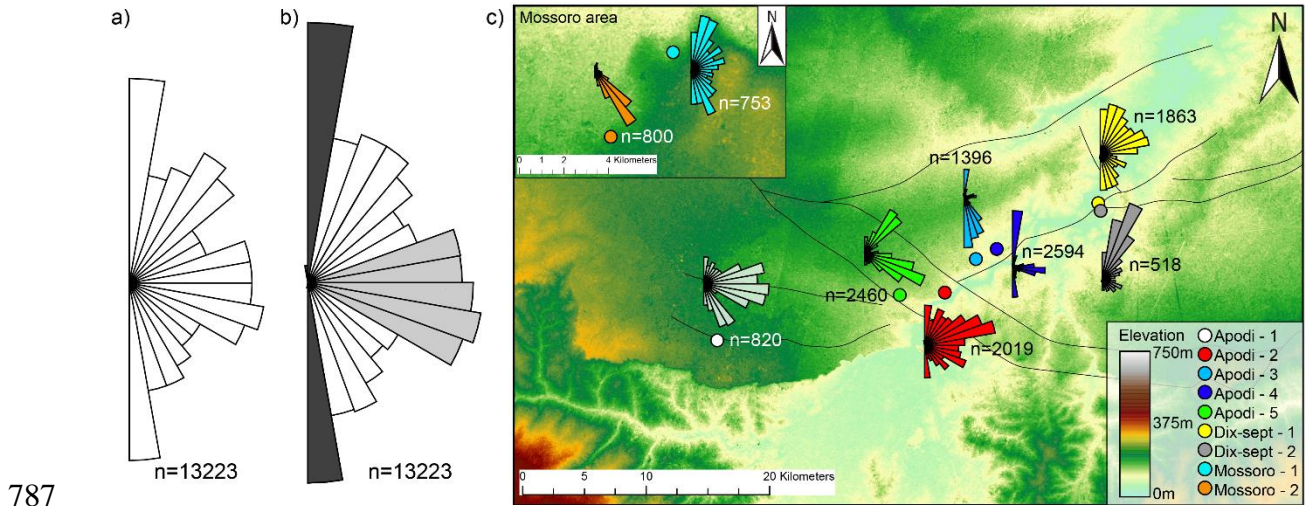 a)
b)
c)
Mossoro area
N
N
n=753
n=800
0 1 2 4 Kilometers
n=1863
n=1396
n=2594
n=518
n=2460
n=820
n=2019
n=13223
n=13223
0 5 10 20 Kilometers
Elevation
750m
375m
0m
Apodi - 1
Apodi - 2
Apodi - 3
Apodi - 4
Apodi - 5
Dix-sept - 1
Dix-sept - 2
Mossoro - 1
Mossoro - 2
787